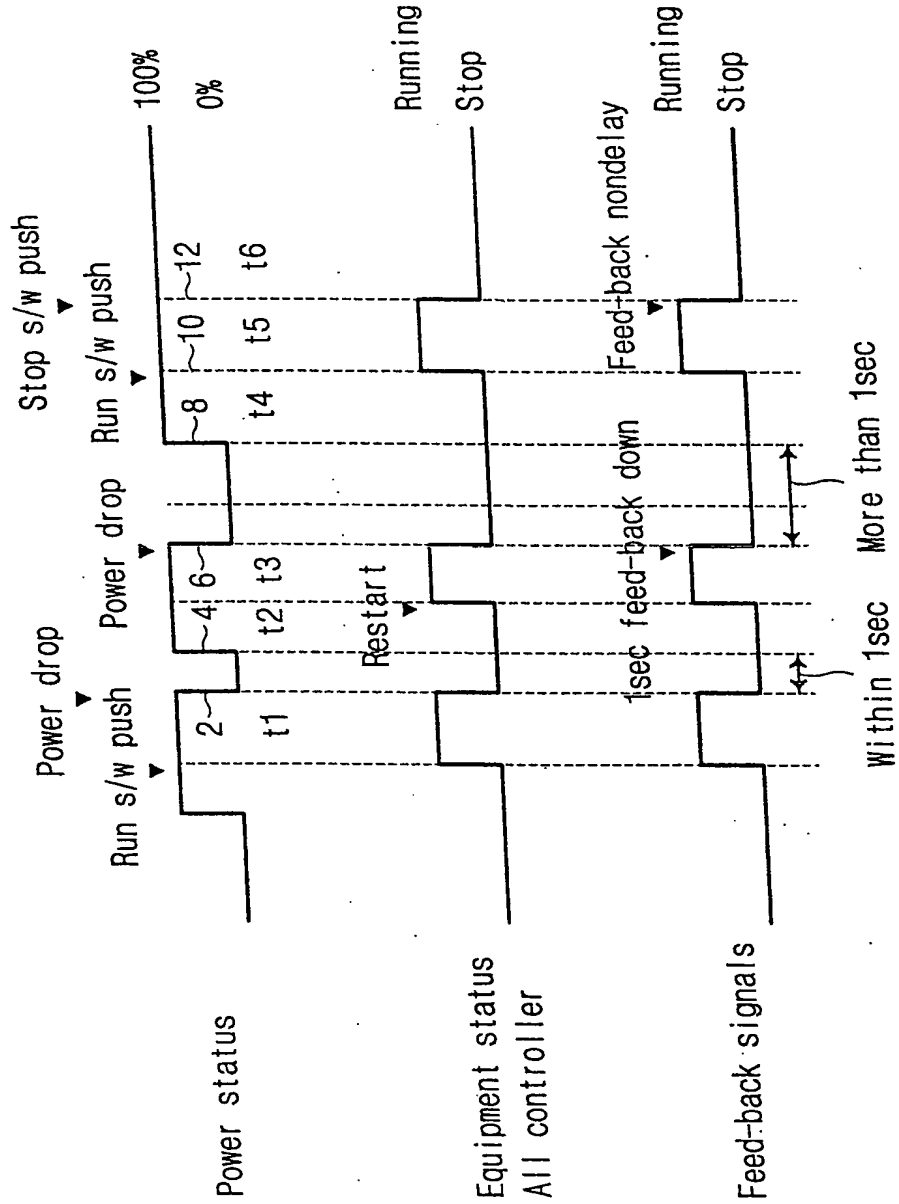 Stop s/w push
Power drop
Run s/w push
Power drop
Run s/w push
Power status
100%
0%
2
4
6
8
10
12
t1
t2
t3
t4
t5
t6
Equipment status
All controller
Restart
Running
Stop
Feed-back signals
1sec feed-back down
Feed-back nondelay
Running
Stop
Within 1sec
More than 1sec